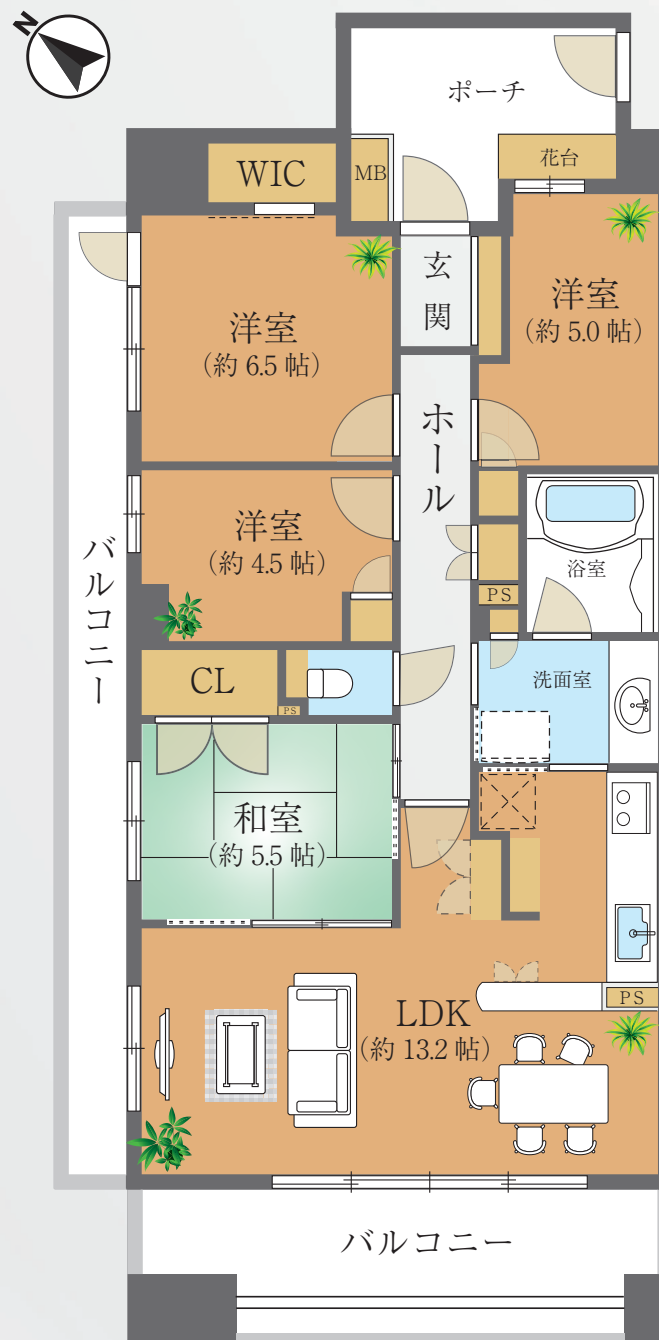 N
ポーチ
WIC
MB
花台
玄関
洋室
(約 5.0 帖)
洋室
(約 6.5 帖)
ホール
洋室
(約 4.5 帖)
浴室
PS
バルコニー
CL
PS
洗面室
和室
(約 5.5 帖)
PS
LDK
(約 13.2 帖)
バルコニー